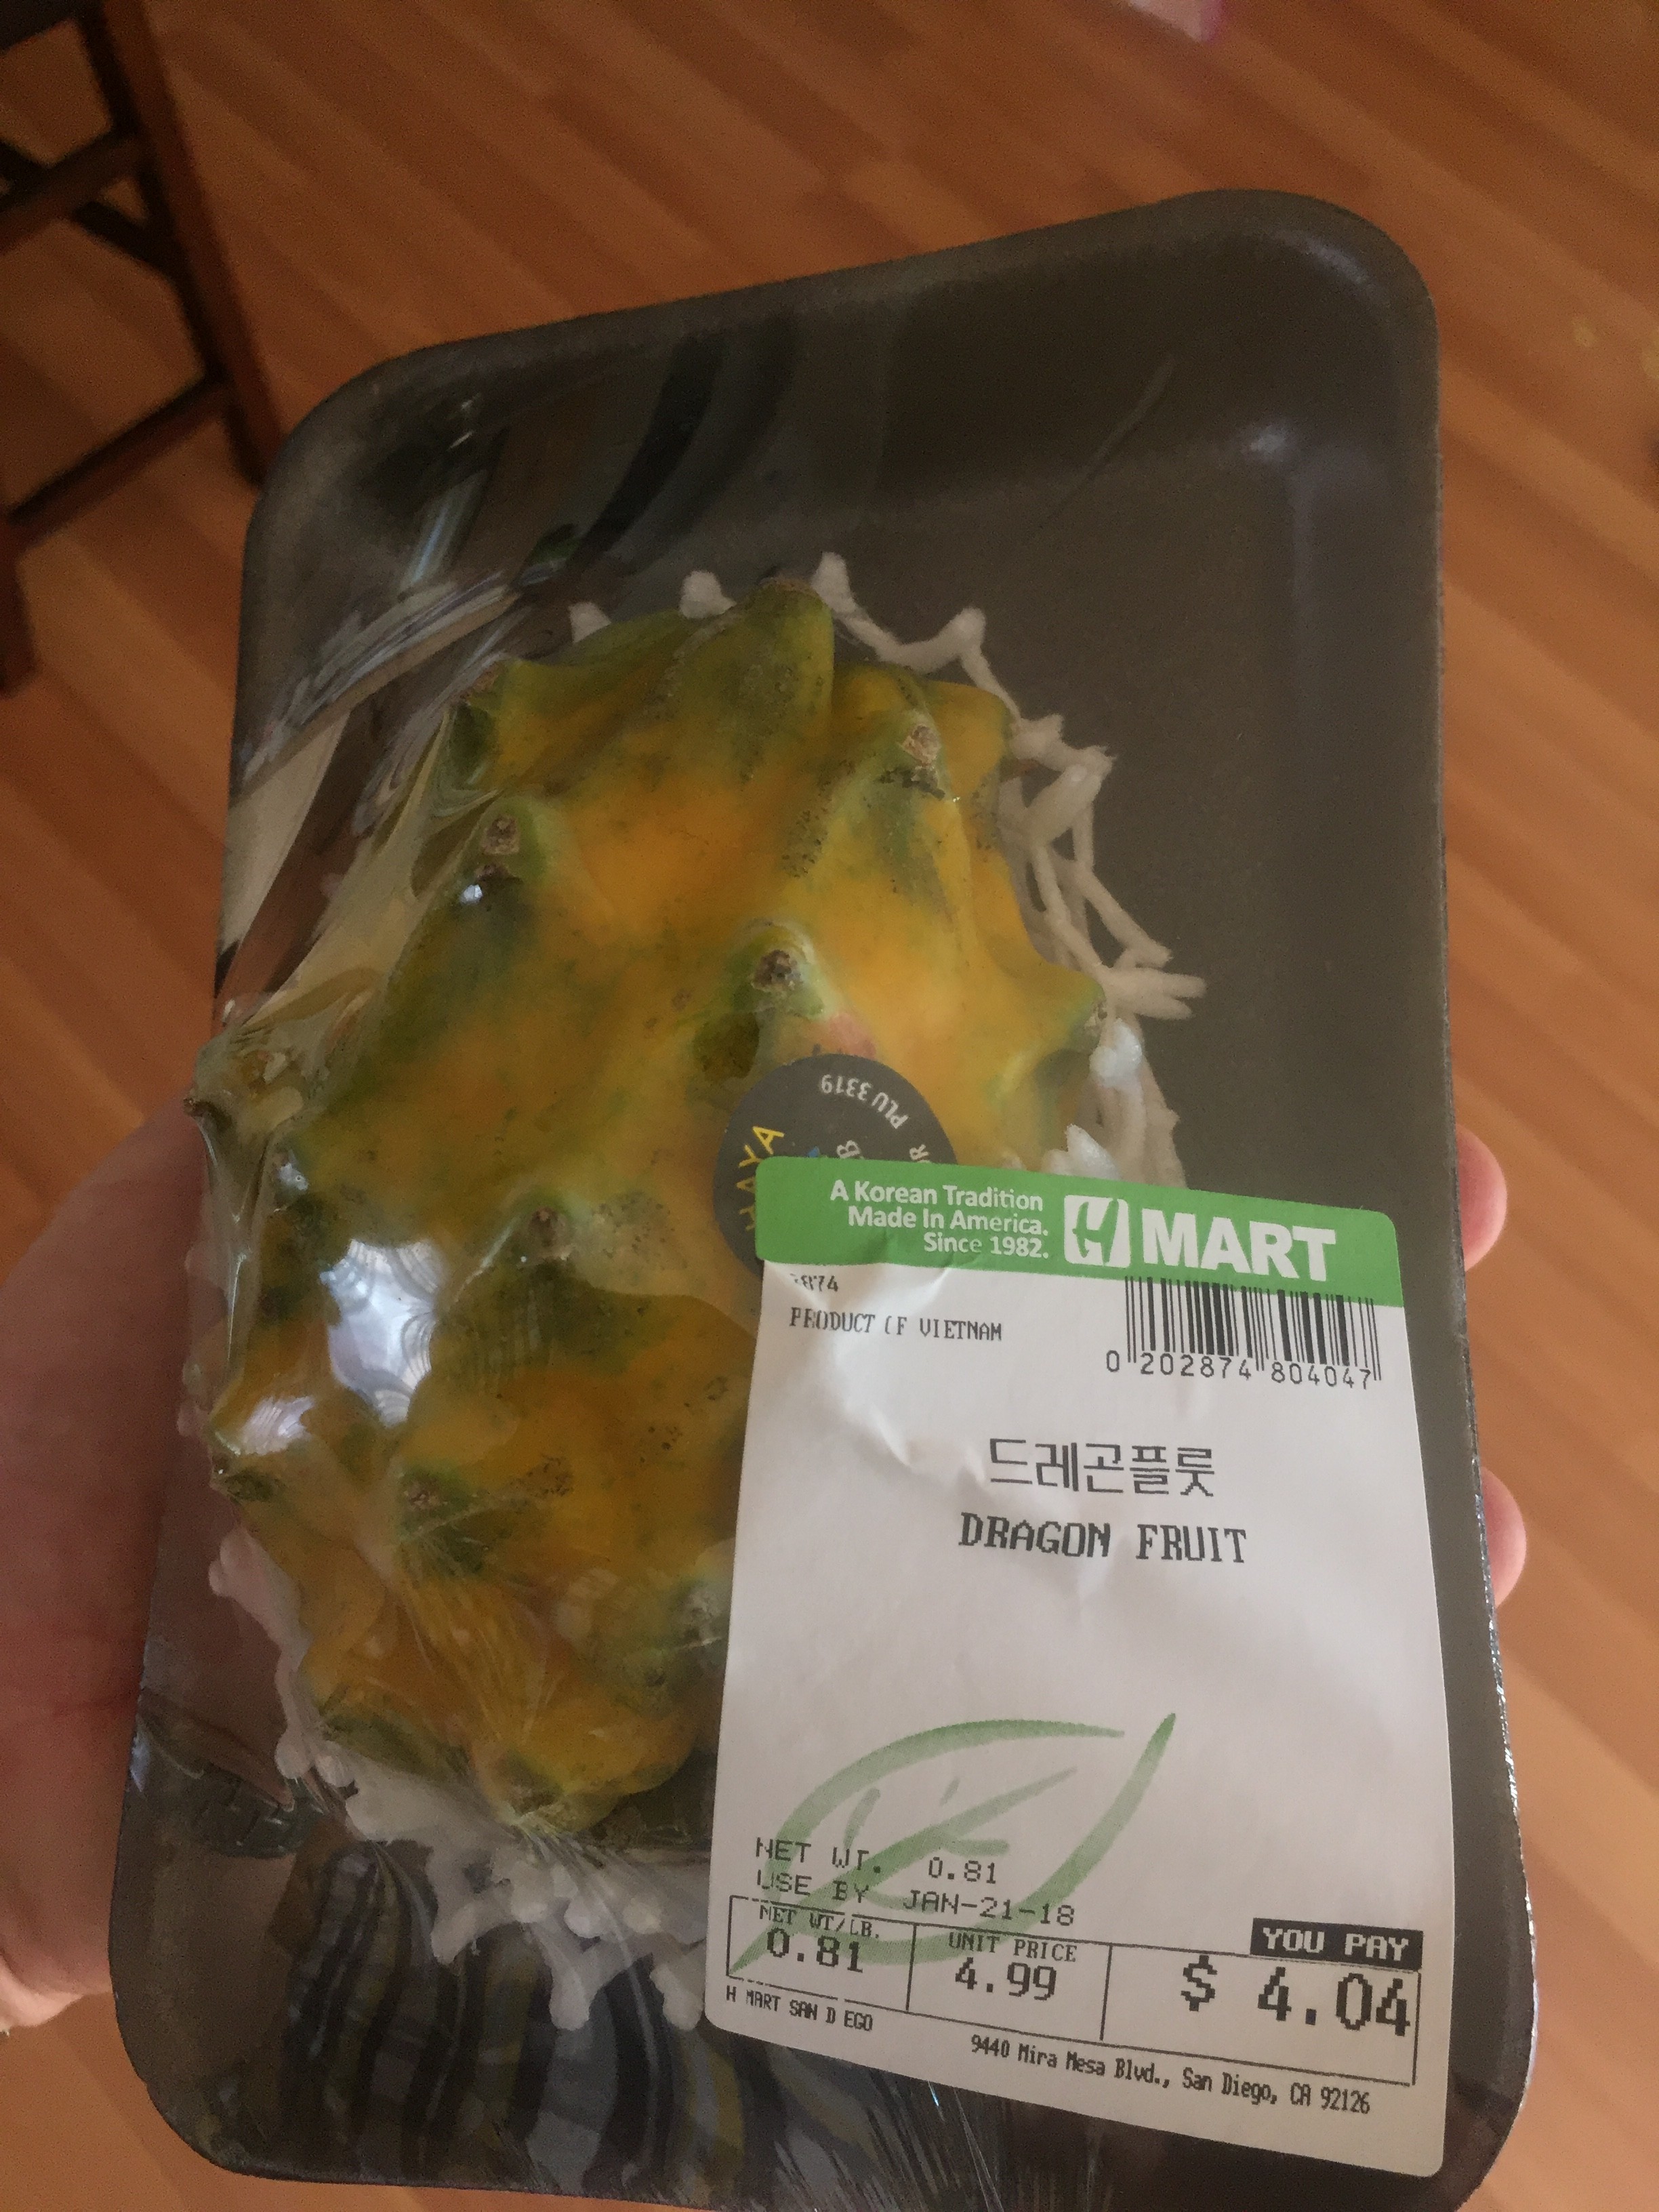 PLU 3319
A Korean Tradition
Made In America.
Since 1982.
H MART
PRODUCT OF VIETNAM
0 202874 804047
드레곤플룻
DRAGON FRUIT
NET WT. 0.81
USE BY JAN-21-18
NET WT/LB.
0.81
UNIT PRICE
4.99
YOU PAY
$ 4.04
H MART SAN DIEGO
9440 Mira Mesa Blvd., San Diego, CA 92126